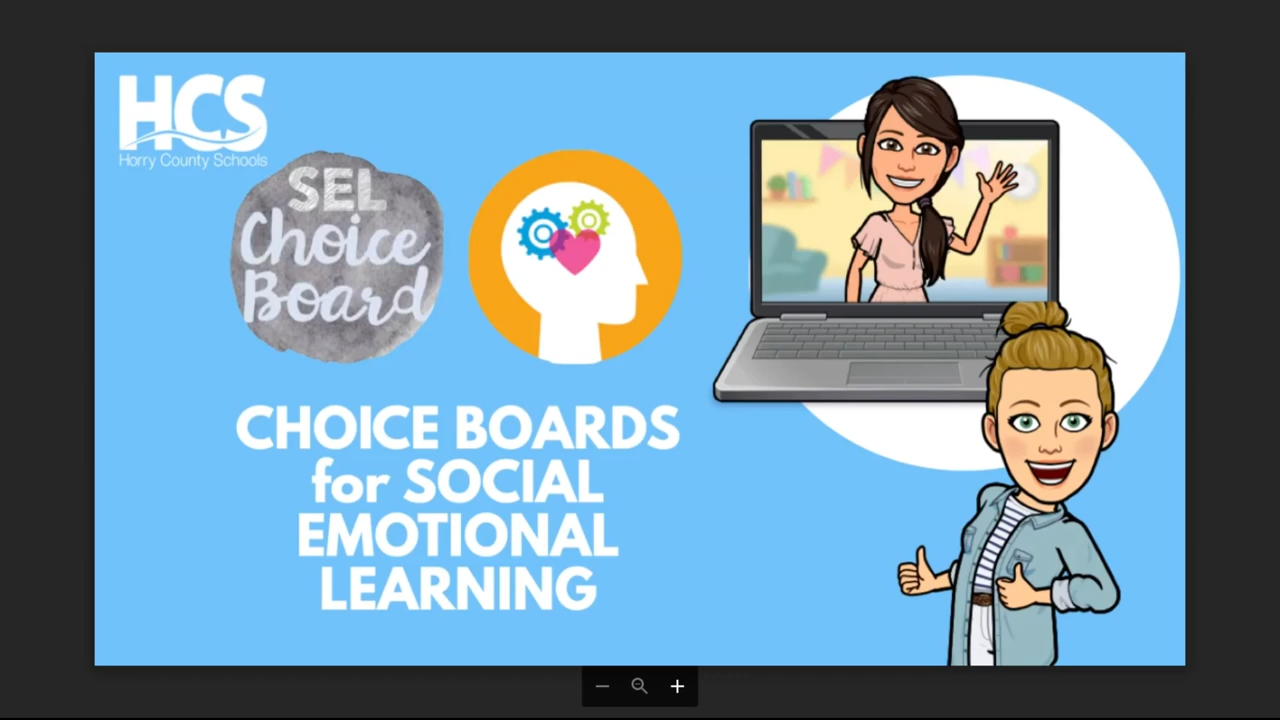 HCS
Horry County Schools
SEL
Choice
Board
CHOICE BOARDS
for SOCIAL
EMOTIONAL
LEARNING